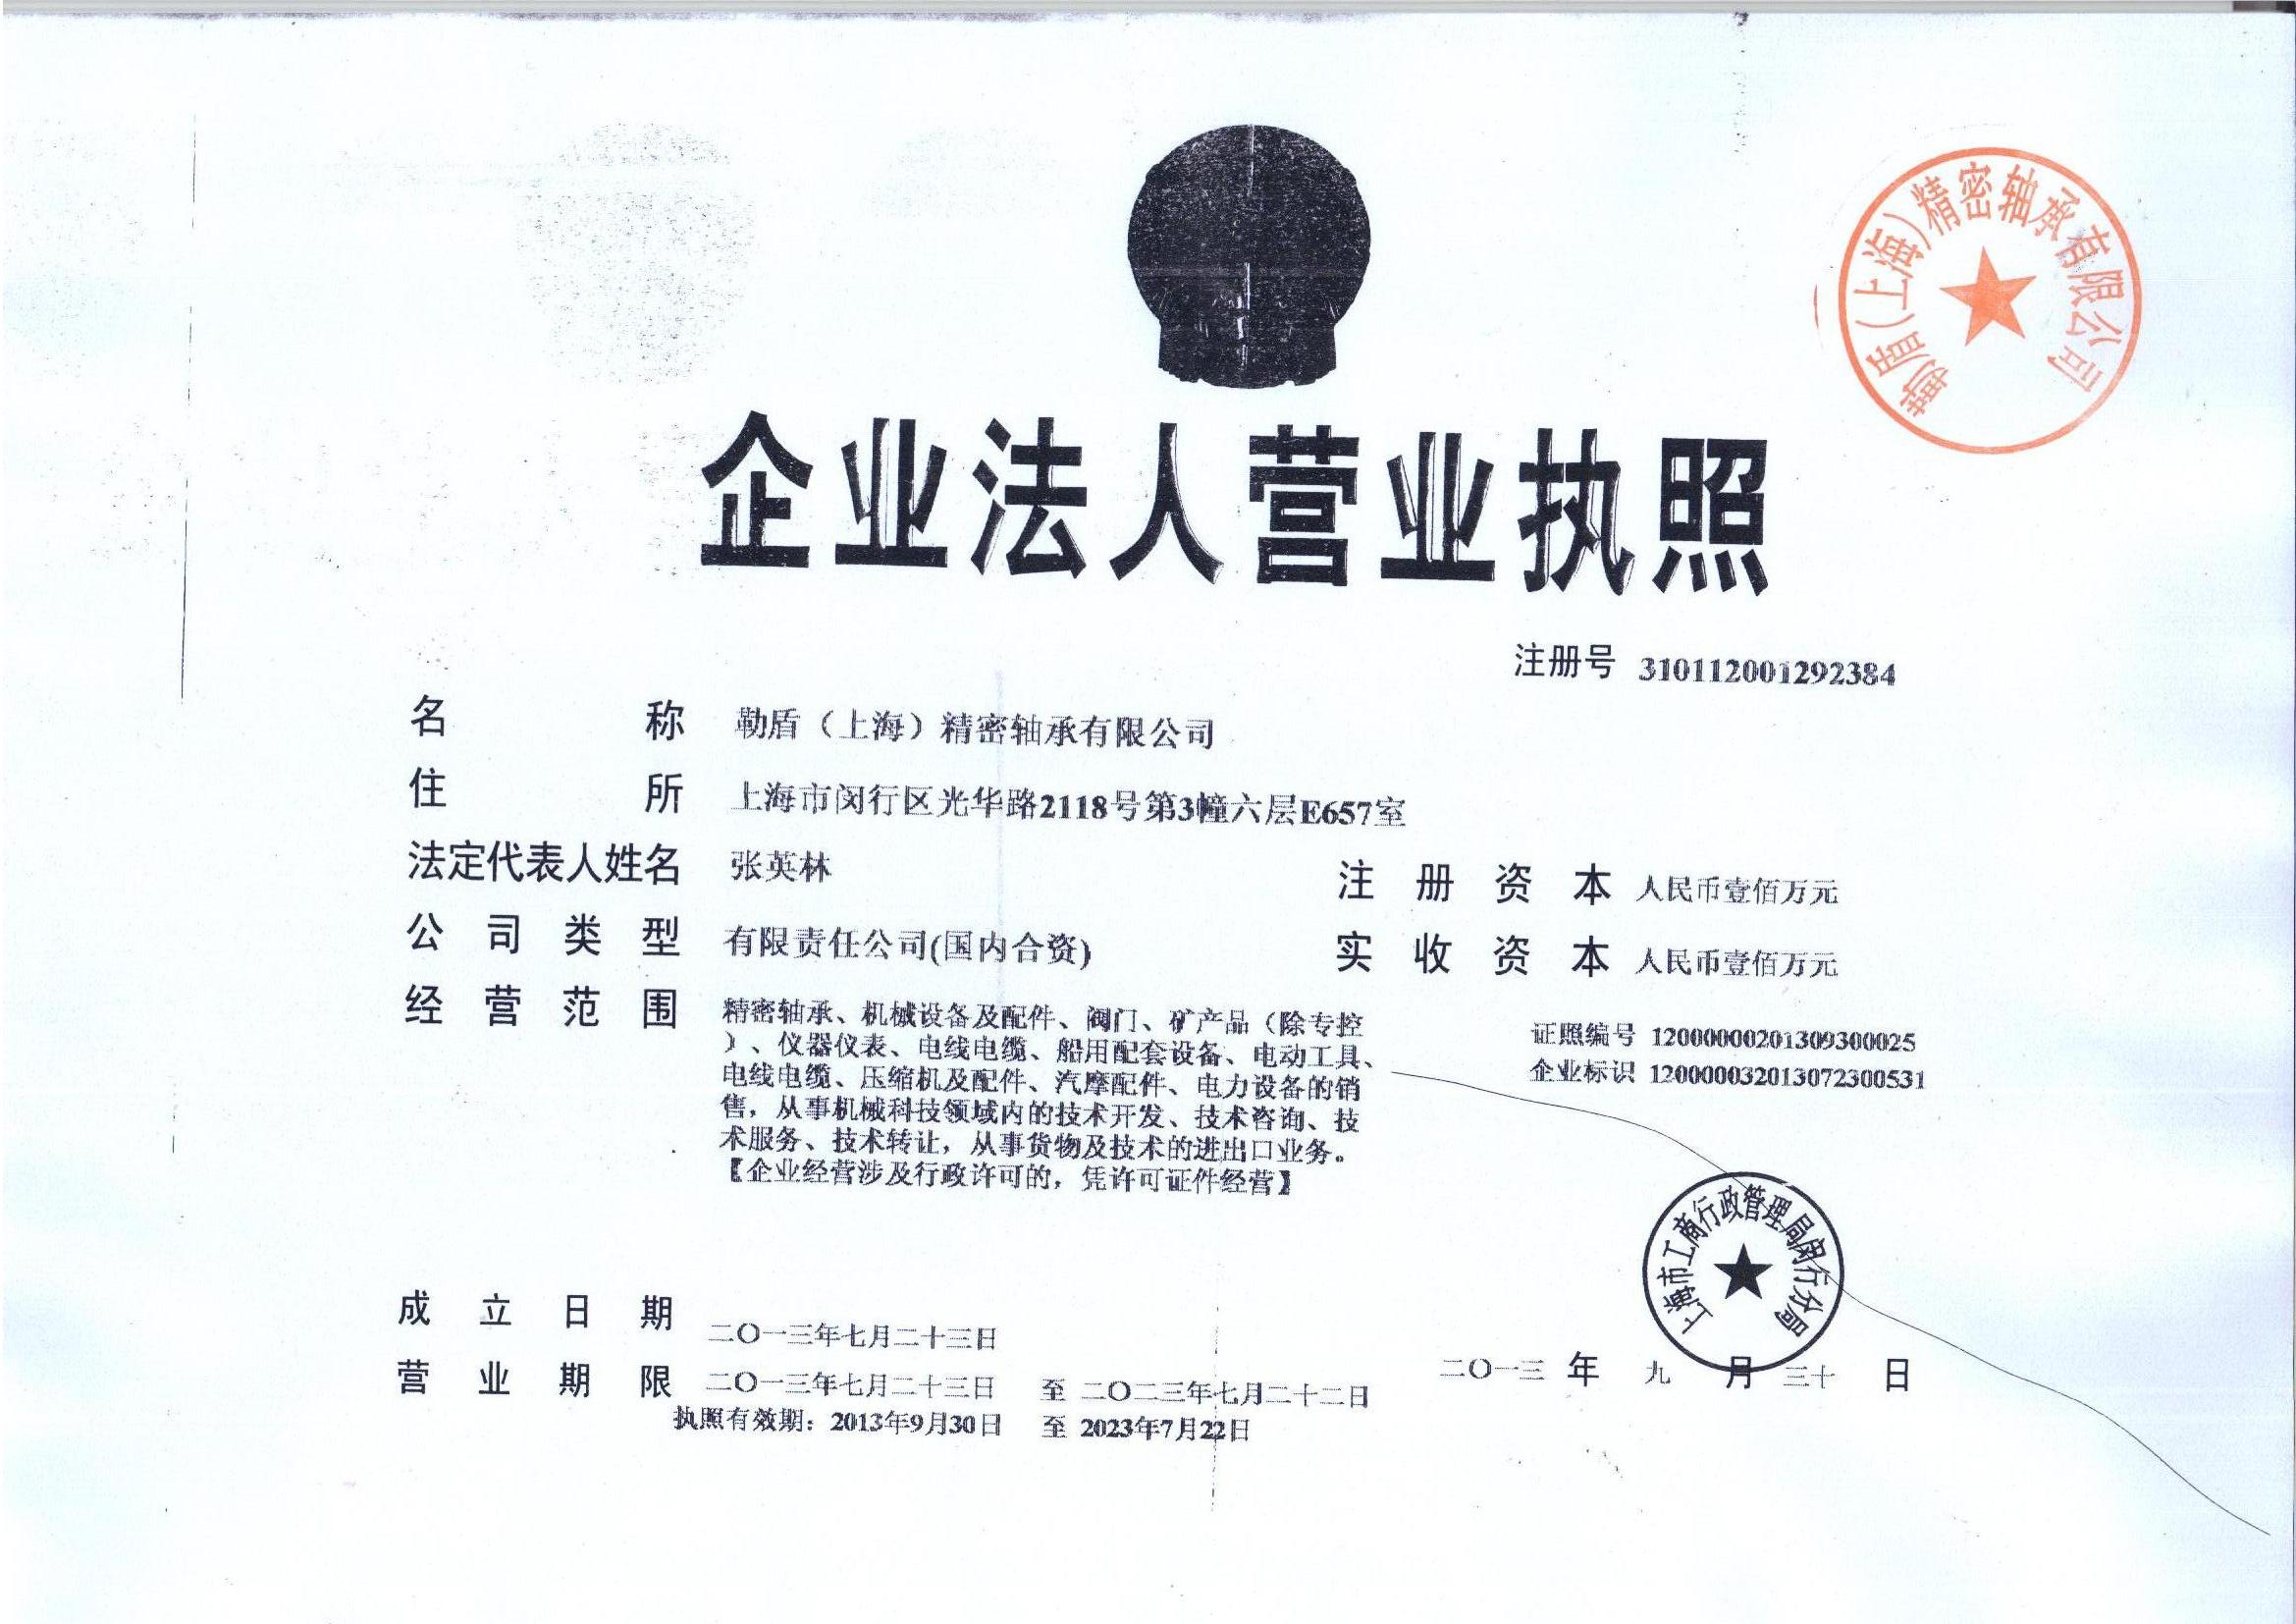 勒盾(上海)精密轴承有限公司
企业法人营业执照
注册号 310112001292384
名称 勒盾（上海）精密轴承有限公司
住所 上海市闵行区光华路2118号第3幢六层E657室
法定代表人姓名 张英林
注册资本 人民币壹佰万元
公司类型 有限责任公司(国内合资)
实收资本 人民币壹佰万元
经营范围 精密轴承、机械设备及配件、阀门、矿产品（除专控
）、仪器仪表、电线电缆、船用配套设备、电动工具、
电线电缆、压缩机及配件、汽摩配件、电力设备的销
售，从事机械科技领域内的技术开发、技术咨询、技
术服务、技术转让，从事货物及技术的进出口业务。
【企业经营涉及行政许可的，凭许可证件经营】
证照编号 12000000201309300025
企业标识 120000032013072300531
上海市工商行政管理局闵行分局
成立日期 二〇一三年七月二十三日
营业期限 二〇一三年七月二十三日 至 二〇二三年七月二十二日
执照有效期：2013年9月30日 至 2023年7月22日
二〇一三 年 九 月 三十 日